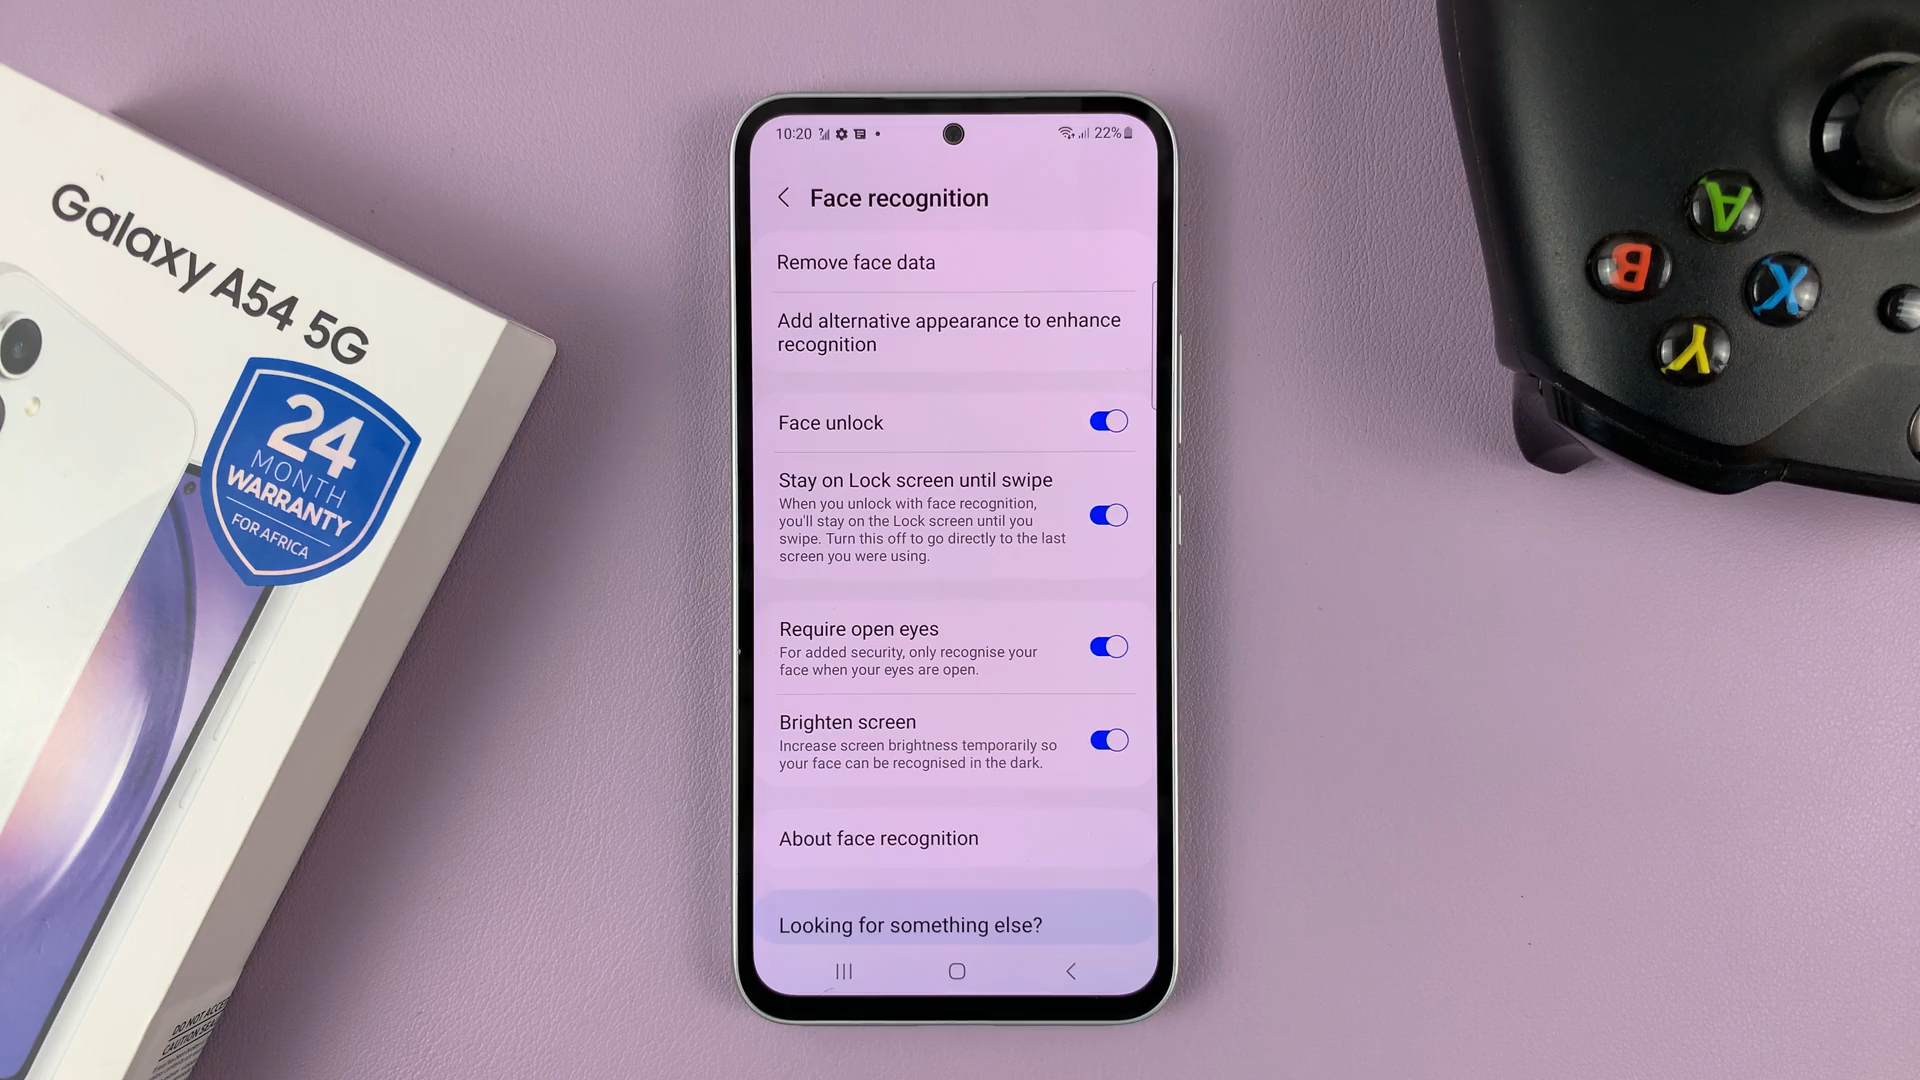 Galaxy A54 5G
24
MONTH
WARRANTY
FOR AFRICA
10:20
22%
Face recognition
Remove face data
Add alternative appearance to enhance
recognition
Face unlock
Stay on Lock screen until swipe
When you unlock with face recognition,
you'll stay on the Lock screen until you
swipe. Turn this off to go directly to the last
screen you were using.
Require open eyes
For added security, only recognise your
face when your eyes are open.
Brighten screen
Increase screen brightness temporarily so
your face can be recognised in the dark.
About face recognition
Looking for something else?
A
B
X
Y